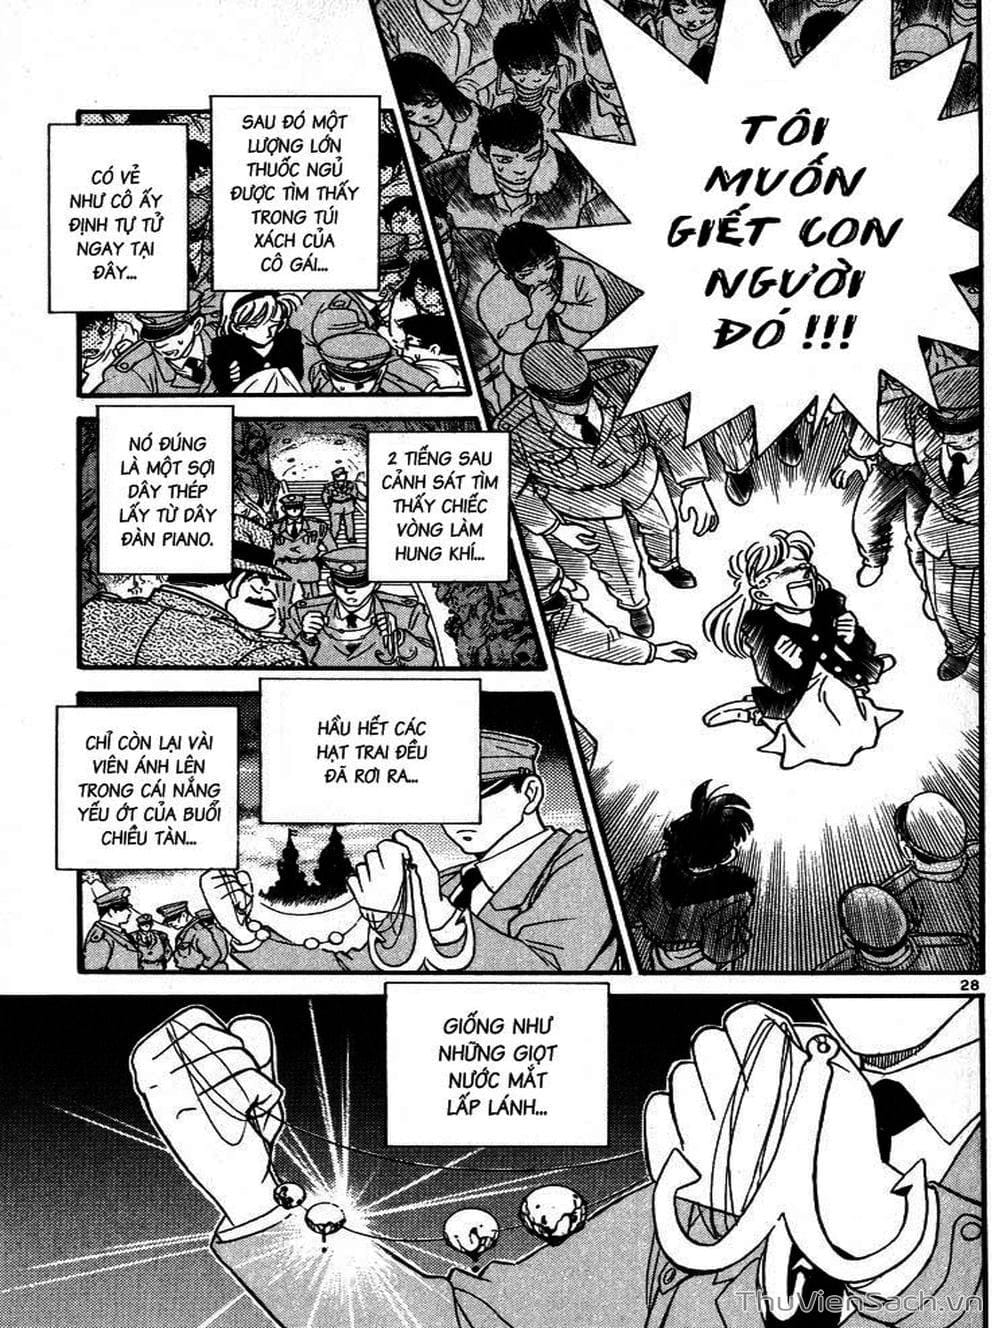 TÔI
MUỐN
GIẾT CON
NGƯỜI
ĐÓ !!!
SAU ĐÓ MỘT
LƯỢNG LỚN
THUỐC NGỦ
ĐƯỢC TÌM THẤY
TRONG TÚI
XÁCH CỦA
CÔ GÁI...
CÓ VẺ
NHƯ CÔ ẤY
ĐỊNH TỰ TỬ
NGAY TẠI
ĐÂY...
2 TIẾNG SAU
CẢNH SÁT TÌM
THẤY CHIẾC
VÒNG LÀM
HUNG KHÍ...
NÓ ĐÚNG
LÀ MỘT SỢI
DÂY THÉP
LẤY TỪ DÂY
ĐÀN PIANO.
HẦU HẾT CÁC
HẠT TRAI ĐỀU
ĐÃ RƠI RA...
CHỈ CÒN LẠI VÀI
VIÊN ÁNH LÊN
TRONG CÁI NẮNG
YẾU ỚT CỦA BUỔI
CHIỀU TÀN...
28
GIỐNG NHƯ
NHỮNG GIỌT
NƯỚC MẮT
LẤP LÁNH...
ThuVienSach.vn